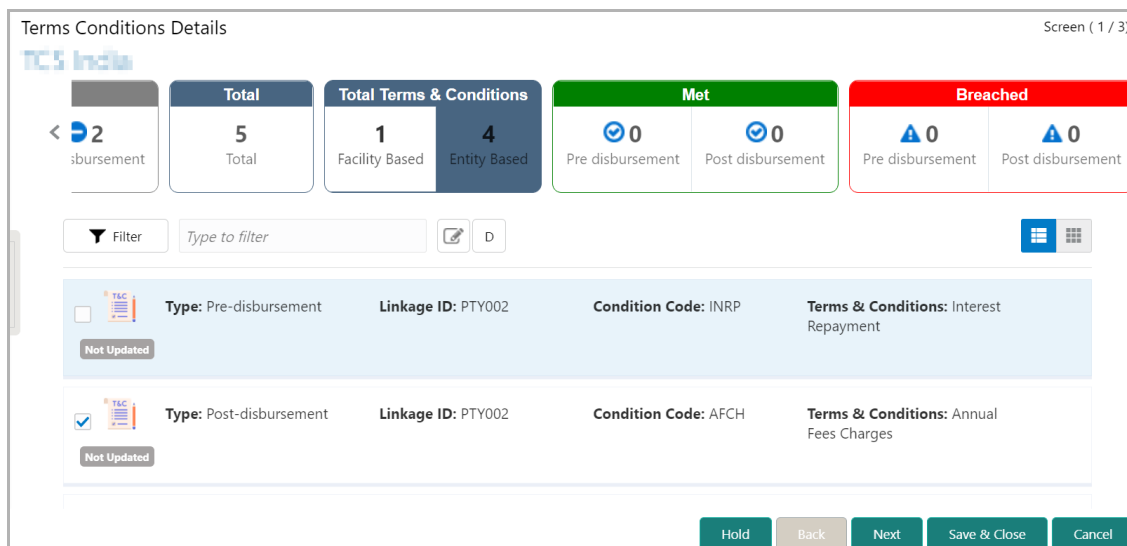 Terms Conditions Details
Screen ( 1 / 3)
TCS India
Total
Total Terms & Conditions
Met
Breached
2
5
1
4
0
0
0
0
sbursement
Total
Facility Based
Entity Based
Pre disbursement
Post disbursement
Pre disbursement
Post disbursement
Filter
Type to filter
D
T&C
Type: Pre-disbursement
Linkage ID: PTY002
Condition Code: INRP
Terms & Conditions: Interest
Repayment
Not Updated
T&C
Type: Post-disbursement
Linkage ID: PTY002
Condition Code: AFCH
Terms & Conditions: Annual
Fees Charges
Not Updated
Hold
Back
Next
Save & Close
Cancel